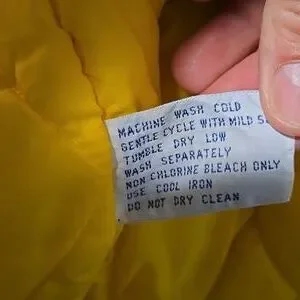 MACHINE WASH COLD
GENTLE CYCLE WITH MILD S
TUMBLE DRY LOW
WASH SEPARATELY
NON CHLORINE BLEACH ONLY
USE COOL IRON
DO NOT DRY CLEAN